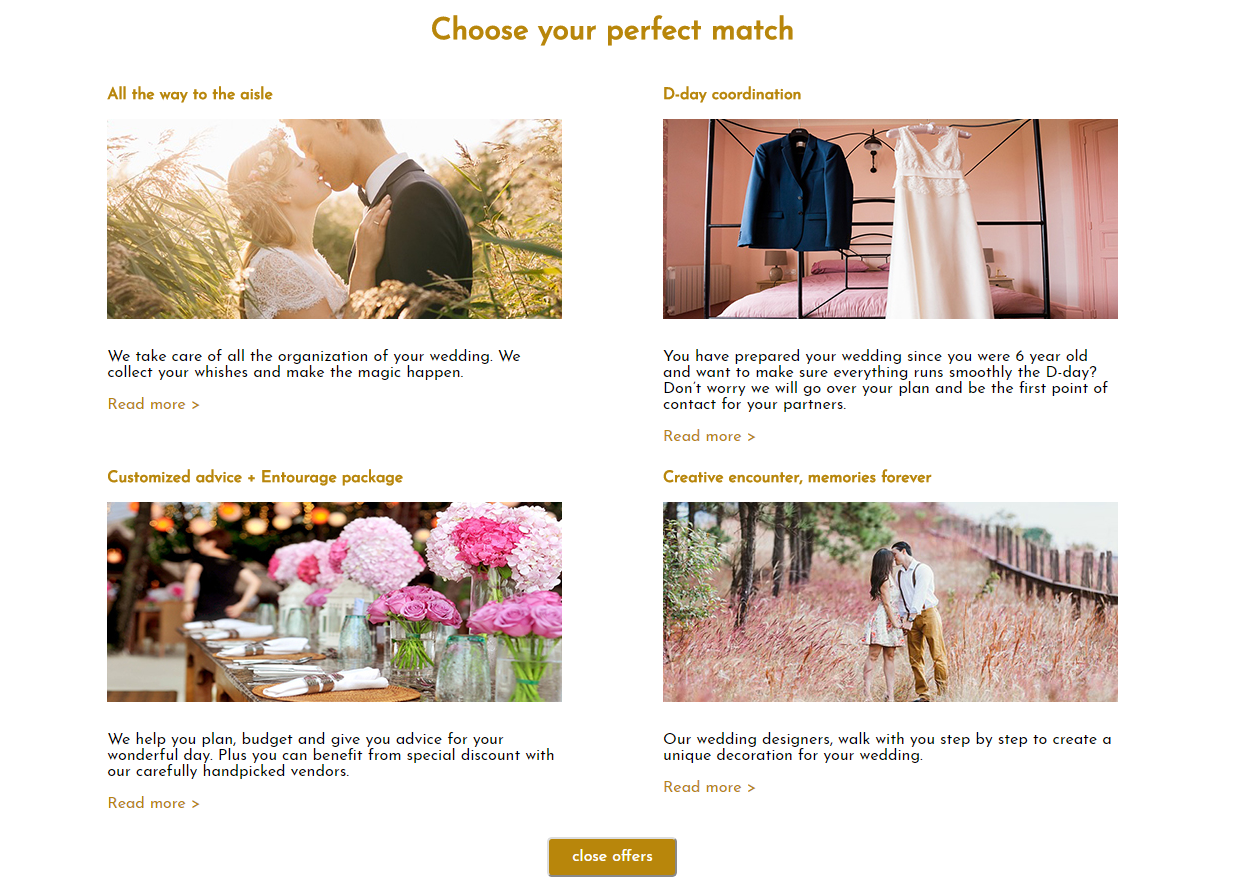 Choose your perfect match
All the way to the aisle
We take care of all the organization of your wedding. We
collect your whishes and make the magic happen.
Read more >
D-day coordination
You have prepared your wedding since you were 6 year old
and want to make sure everything runs smoothly the D-day?
Don't worry we will go over your plan and be the first point of
contact for your partners.
Read more >
Customized advice + Entourage package
We help you plan, budget and give you advice for your
wonderful day. Plus you can benefit from special discount with
our carefully handpicked vendors.
Read more >
Creative encounter, memories forever
Our wedding designers, walk with you step by step to create a
unique decoration for your wedding.
Read more >
close offers